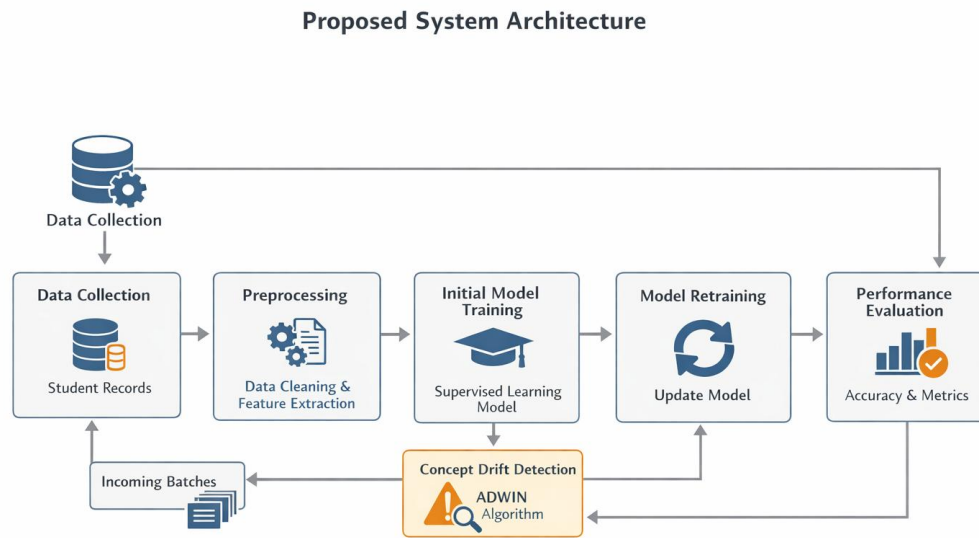 Proposed System Architecture
Data Collection
Data Collection
Student Records
Preprocessing
Data Cleaning &
Feature Extraction
Initial Model
Training
Supervised Learning
Model
Model Retraining
Update Model
Performance
Evaluation
Accuracy & Metrics
Incoming Batches
Concept Drift Detection
ADWIN
Algorithm